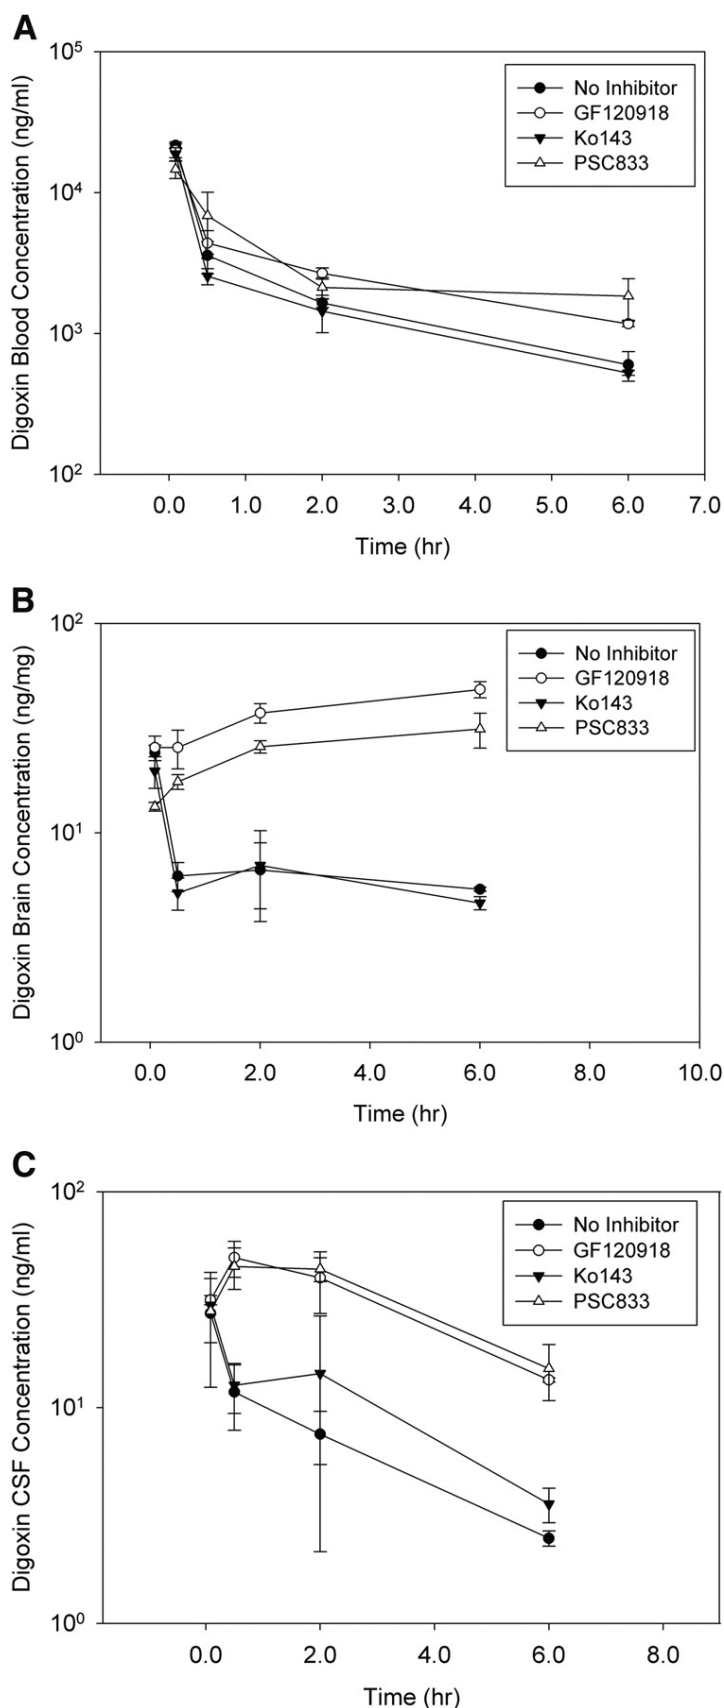 A
Digoxin Blood Concentration (ng/ml)
10⁵
10⁴
10³
10²
No Inhibitor
GF120918
Ko143
PSC833
0.0 1.0 2.0 3.0 4.0 5.0 6.0 7.0
Time (hr)
B
Digoxin Brain Concentration (ng/mg)
10²
10¹
10⁰
No Inhibitor
GF120918
Ko143
PSC833
0.0 2.0 4.0 6.0 8.0 10.0
Time (hr)
C
Digoxin CSF Concentration (ng/ml)
10²
10¹
10⁰
No Inhibitor
GF120918
Ko143
PSC833
0.0 2.0 4.0 6.0 8.0
Time (hr)